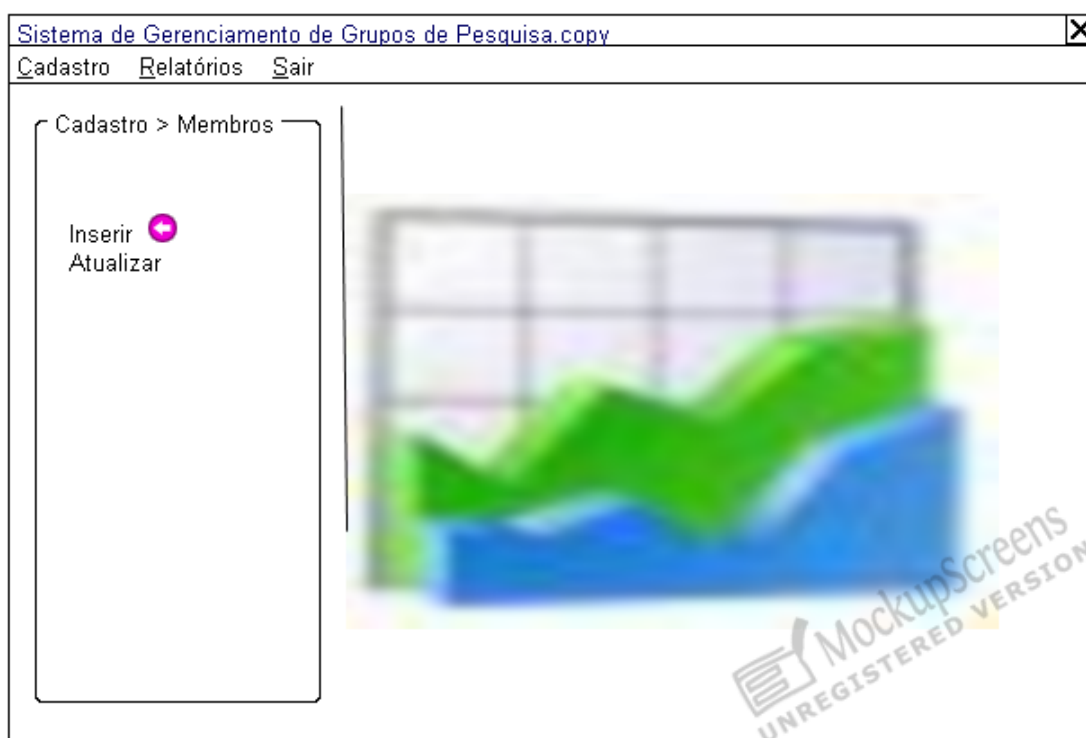 Sistema de Gerenciamento de Grupos de Pesquisa.copy
Cadastro Relatórios Sair
Cadastro > Membros
Inserir
Atualizar
MockupScreens
UNREGISTERED VERSION